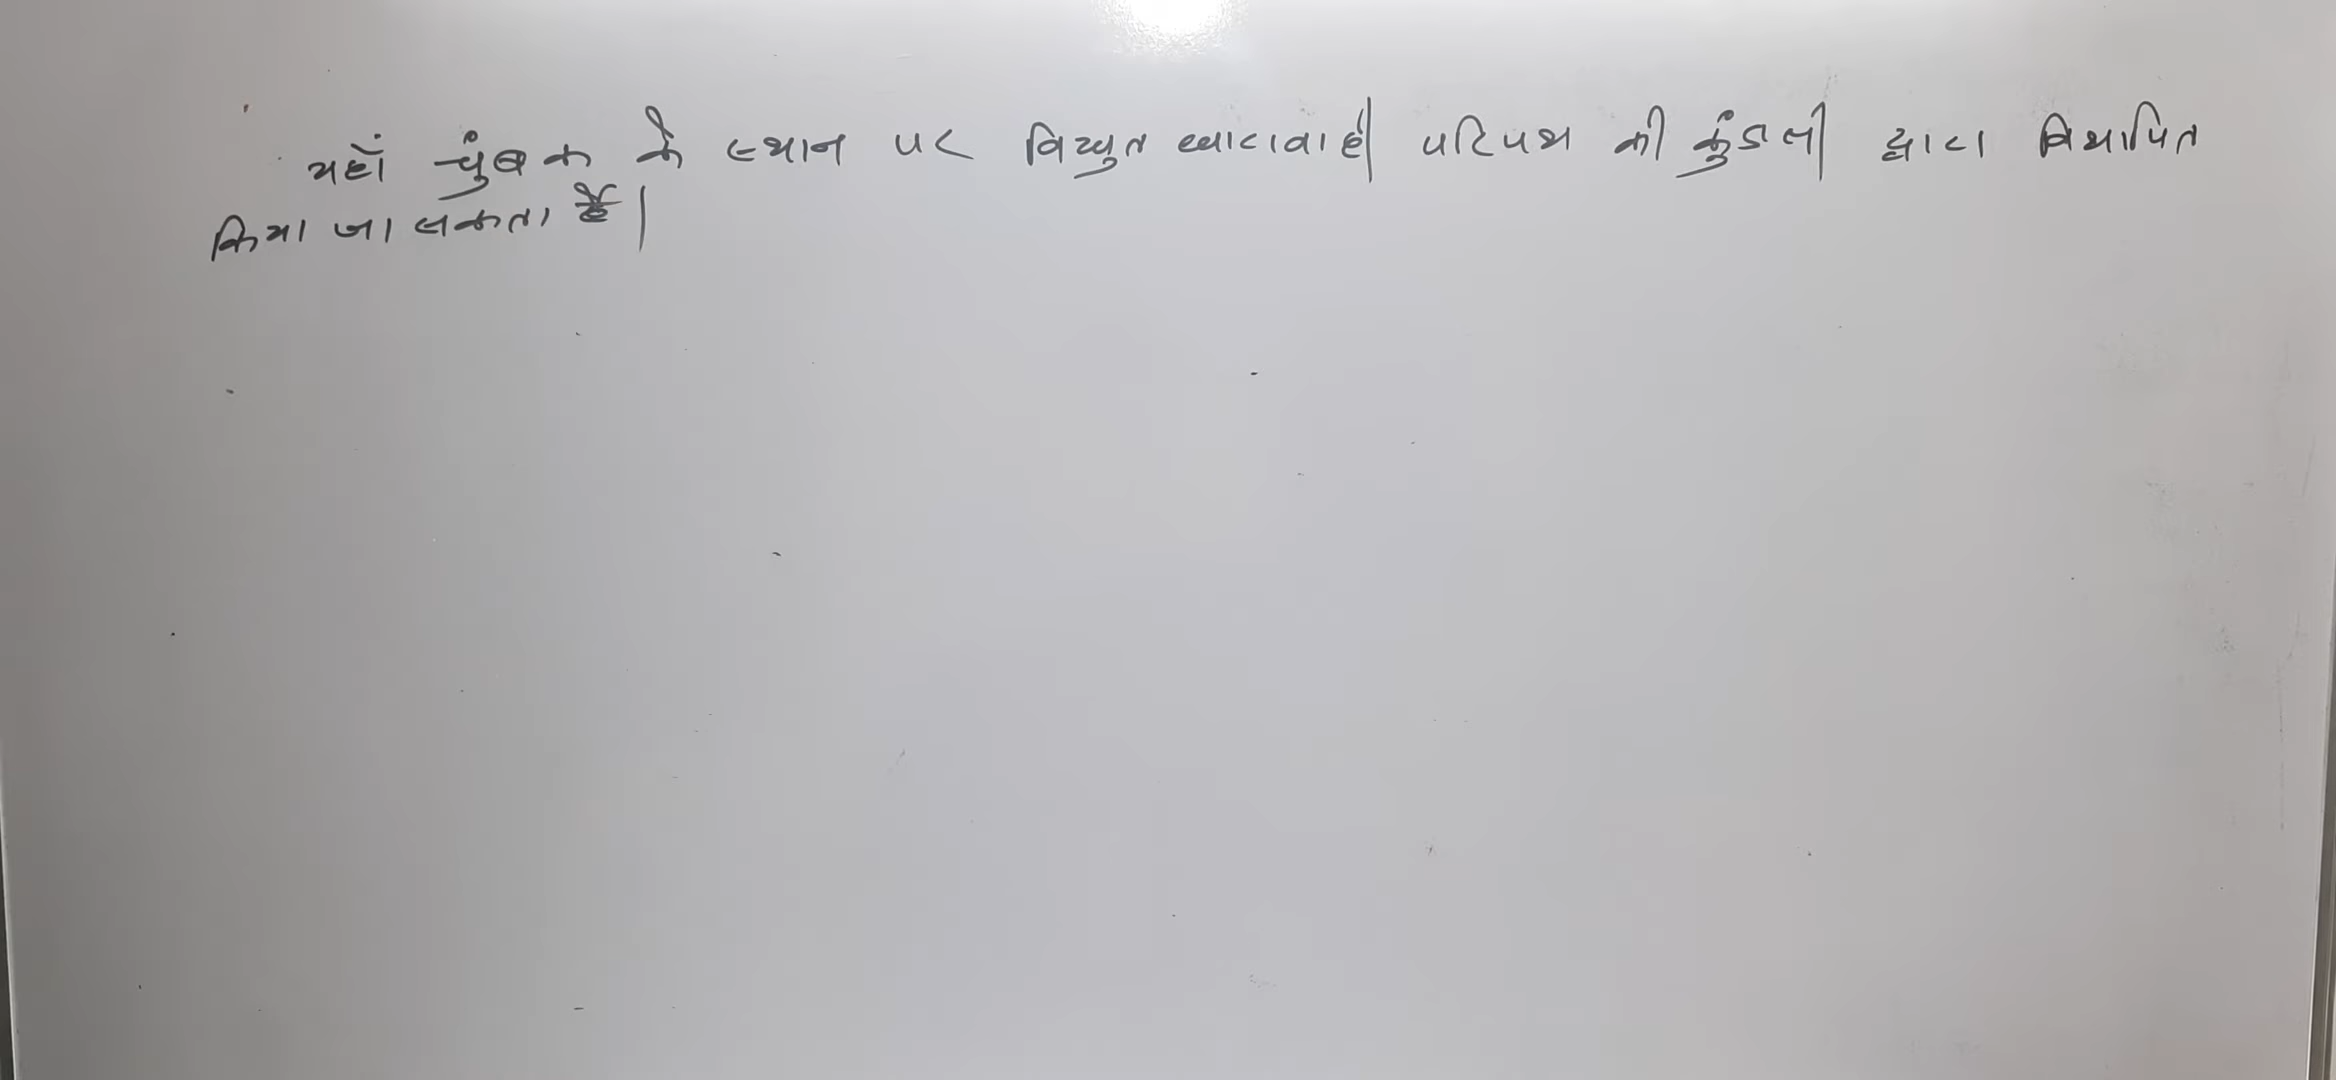 यहाँ चुंबक के स्थान पर विद्युत धारावाही परिपथ की कुंडली द्वारा विथापित
किया जा सकता है।